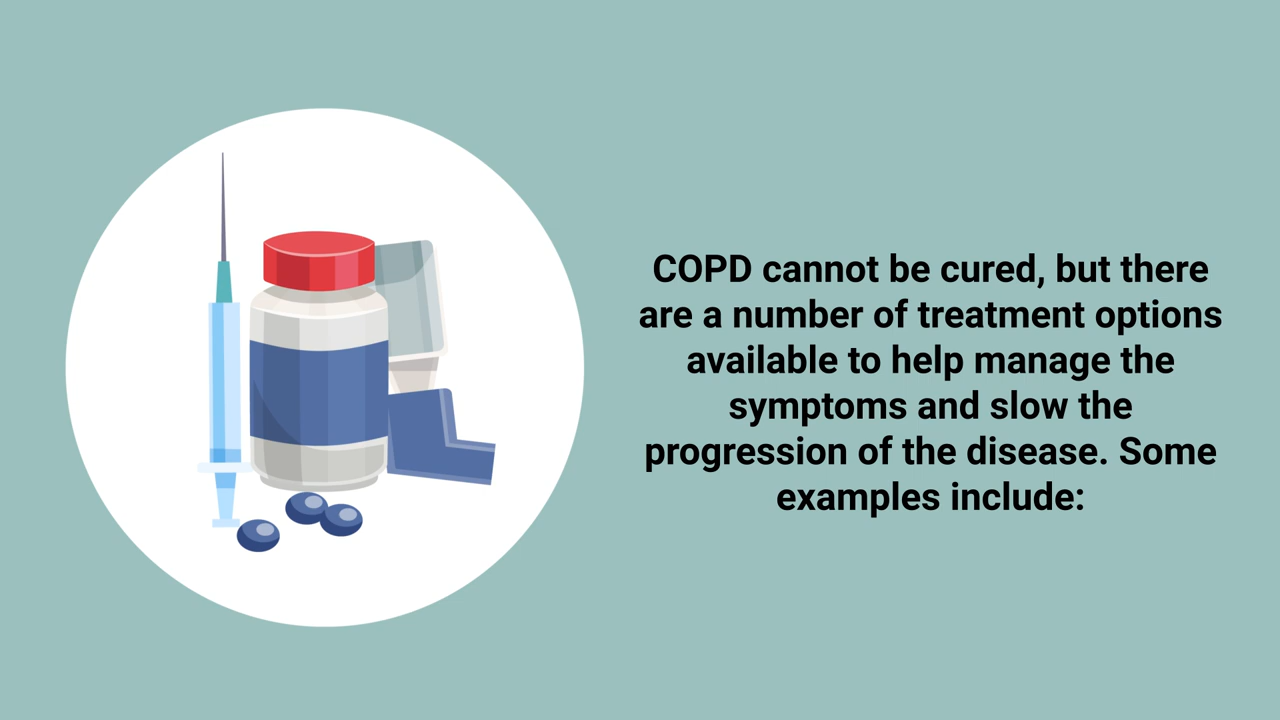 COPD cannot be cured, but there
are a number of treatment options
available to help manage the
symptoms and slow the
progression of the disease. Some
examples include: